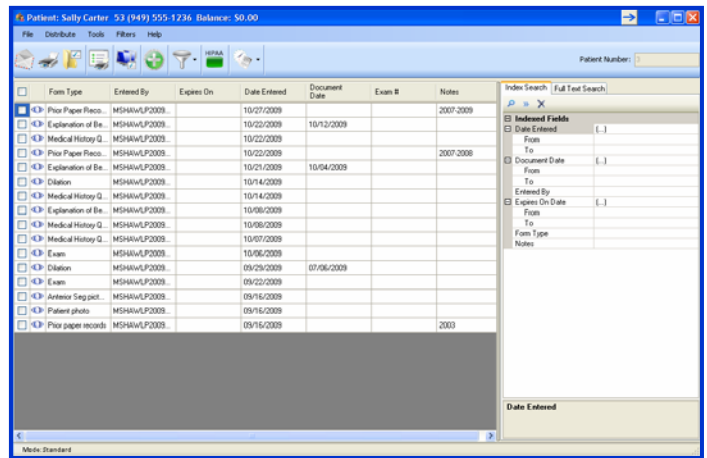 Patient: Sally Carter 53 (949) 555-1236 Balance: $0.00
File Distribute Tools Filters Help
HIPAA
Patient Number: 3
Form Type Entered By Expires On Date Entered Document Date Exam # Notes
Prior Paper Reco... MSHAW/LP2009... 10/27/2009 2007-2009
Explanation of Be... MSHAW/LP2009... 10/22/2009 10/12/2009
Medical History Q... MSHAW/LP2009... 10/22/2009
Prior Paper Reco... MSHAW/LP2009... 10/22/2009 2007-2008
Explanation of Be... MSHAW/LP2009... 10/21/2009 10/04/2009
Dilation MSHAW/LP2009... 10/14/2009
Medical History Q... MSHAW/LP2009... 10/14/2009
Explanation of Be... MSHAW/LP2009... 10/08/2009
Medical History Q... MSHAW/LP2009... 10/08/2009
Medical History Q... MSHAW/LP2009... 10/07/2009
Exam MSHAW/LP2009... 10/06/2009
Dilation MSHAW/LP2009... 09/29/2009 07/06/2009
Exam MSHAW/LP2009... 09/22/2009
Anterior Seg pict... MSHAW/LP2009... 09/16/2009
Patient photo MSHAW/LP2009... 09/16/2009
Prior paper records MSHAW/LP2009... 09/16/2009 2003
Index Search Full Text Search
Indexed Fields
Date Entered (...)
From
To
Document Date (...)
From
To
Entered By
Expires On Date (...)
From
To
Form Type
Notes
Date Entered
Mode: Standard